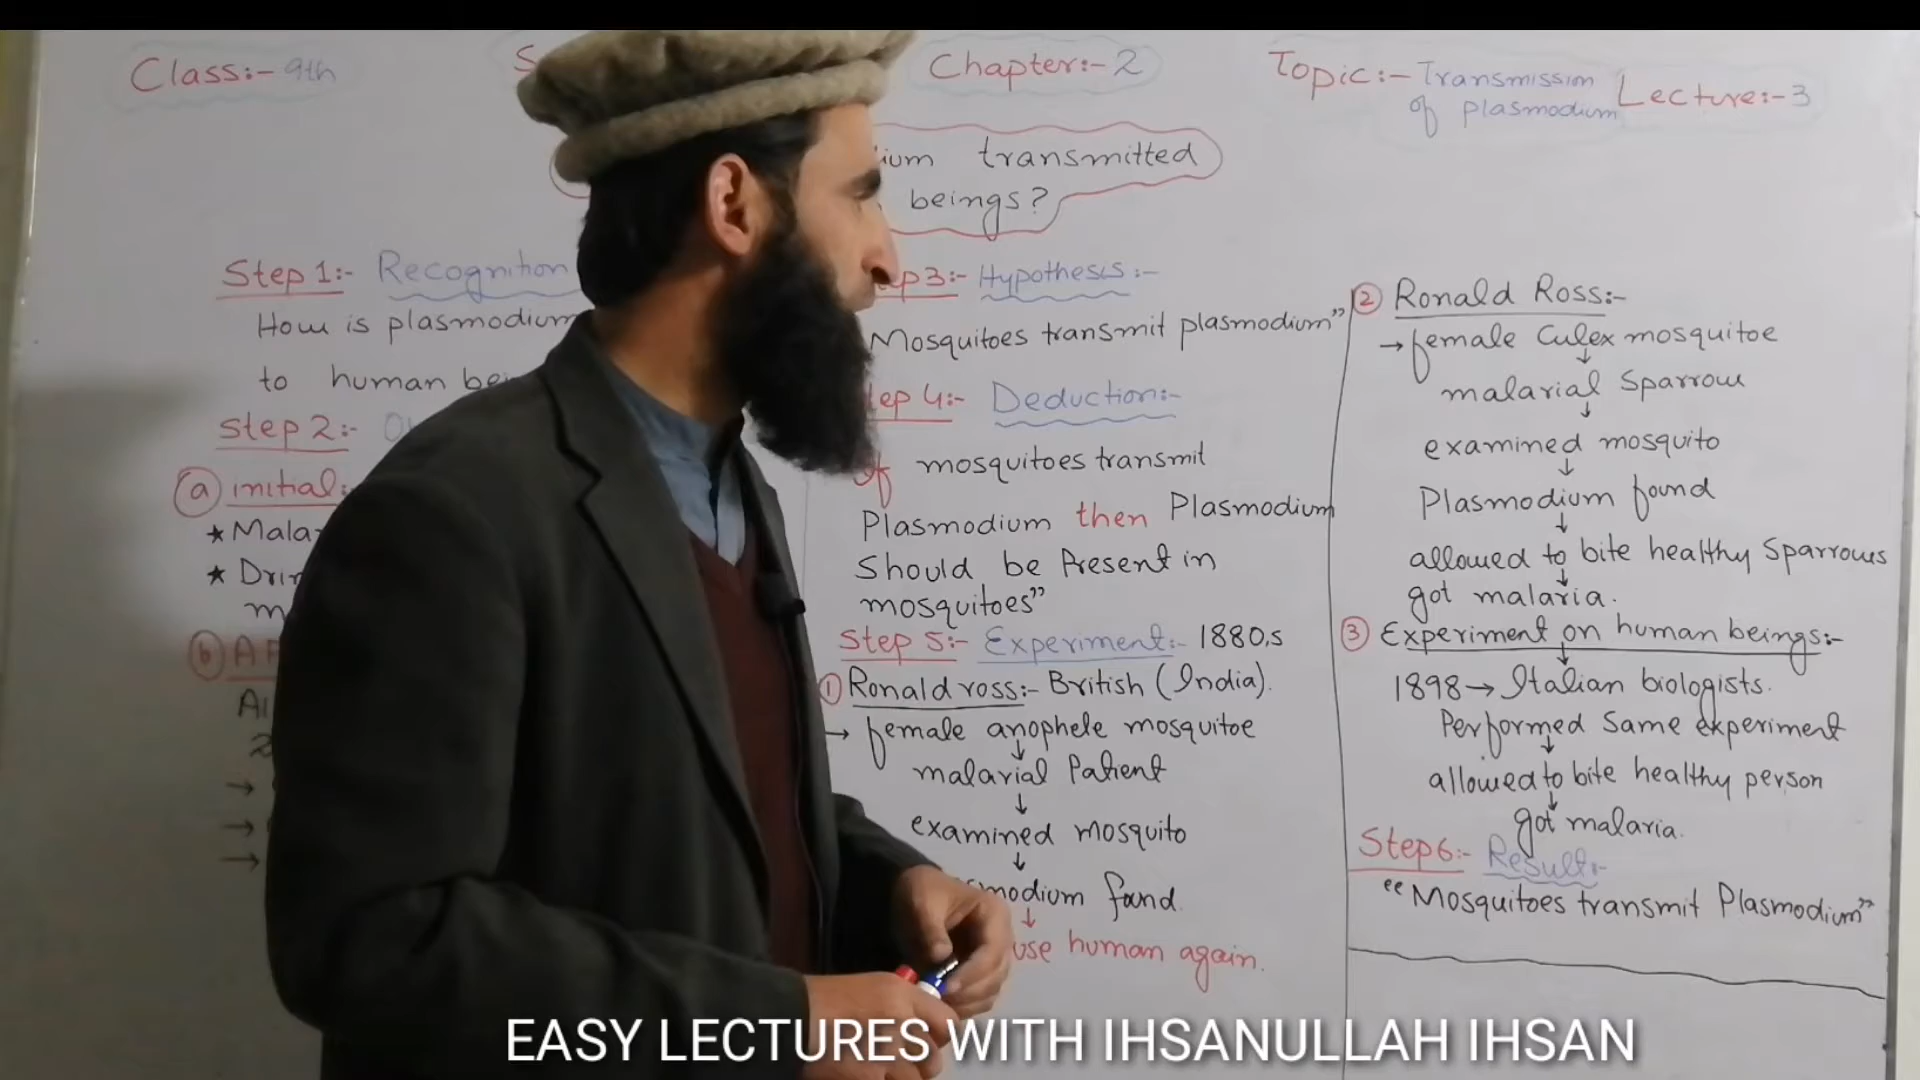 Class:- 9th
Chapter:- 2
Topic:- Transmission of plasmodium
Lecture:- 3
transmitted
beings?
Step 1:- Recognition
How is plasmodium
to human
Step 2:-
(a) initial:
★
★
(b)
Step3:- Hypothesis:-
Mosquitoes transmit plasmodium”
Step 4:- Deduction:-
If mosquitoes transmit
Plasmodium then Plasmodium
Should be Present in
mosquitoes”
Step 5:- Experiment:- 1880,s
① Ronald ross:- British (India).
→ female anophele mosquitoe
↓
malarial Patient
↓
examined mosquito
↓
found.
↓
use human again.
② Ronald Ross:-
→ female Culex mosquitoe
↓
malarial Sparrow
↓
examined mosquito
↓
Plasmodium found
↓
allowed to bite healthy Sparrows
↓
got malaria.
③ Experiment on human beings:-
↓
1898 → Italian biologists.
Performed Same experiment
↓
allowed to bite healthy person
↓
got malaria.
Step6:- Result:-
“Mosquitoes transmit Plasmodium”
EASY LECTURES WITH IHSANULLAH IHSAN